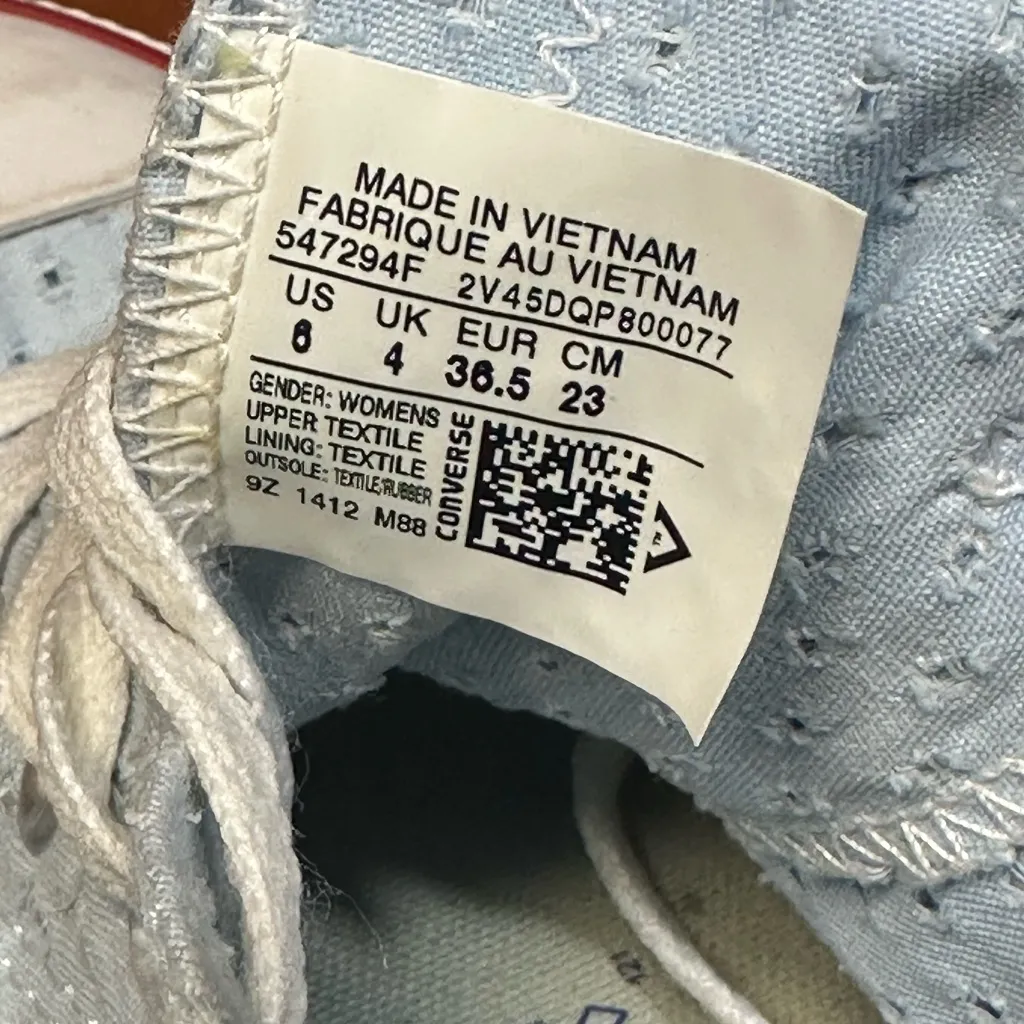 MADE IN VIETNAM
FABRIQUE AU VIETNAM
547294F 2V45DQP800077
US UK EUR CM
6 4 36.5 23
GENDER: WOMENS
UPPER TEXTILE
LINING: TEXTILE
OUTSOLE: TEXTILE/RUBBER
9Z 1412 M88
CONVERSE